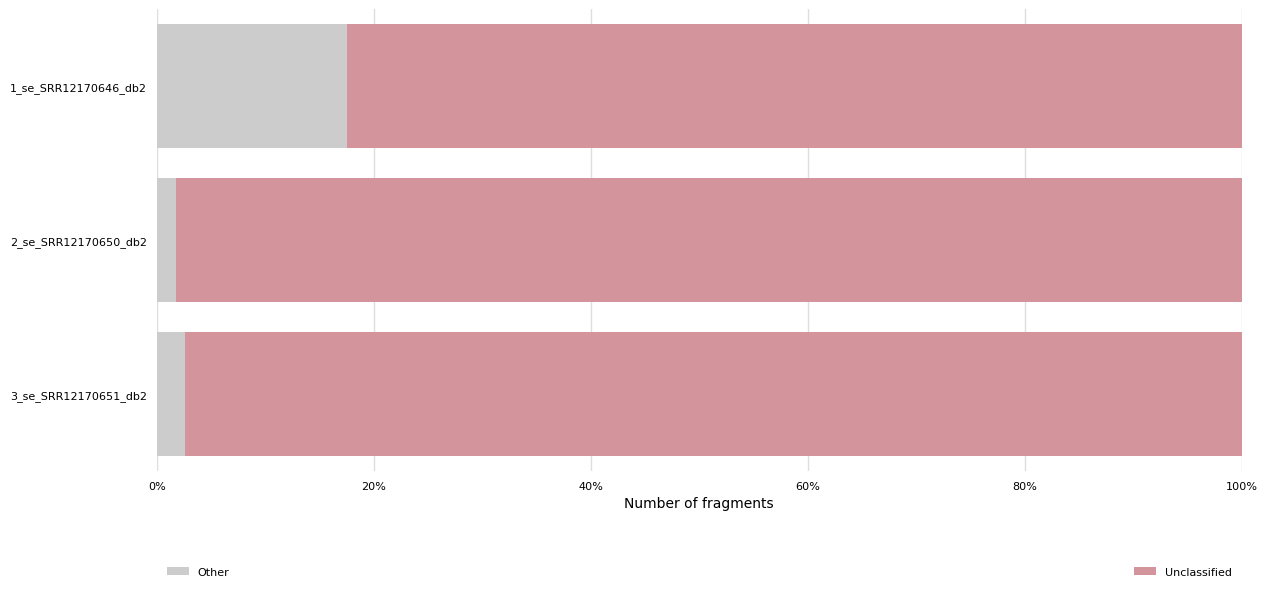 1_se_SRR12170646_db2
2_se_SRR12170650_db2
3_se_SRR12170651_db2
0% 20% 40% 60% 80% 100%
Number of fragments
Other Unclassified